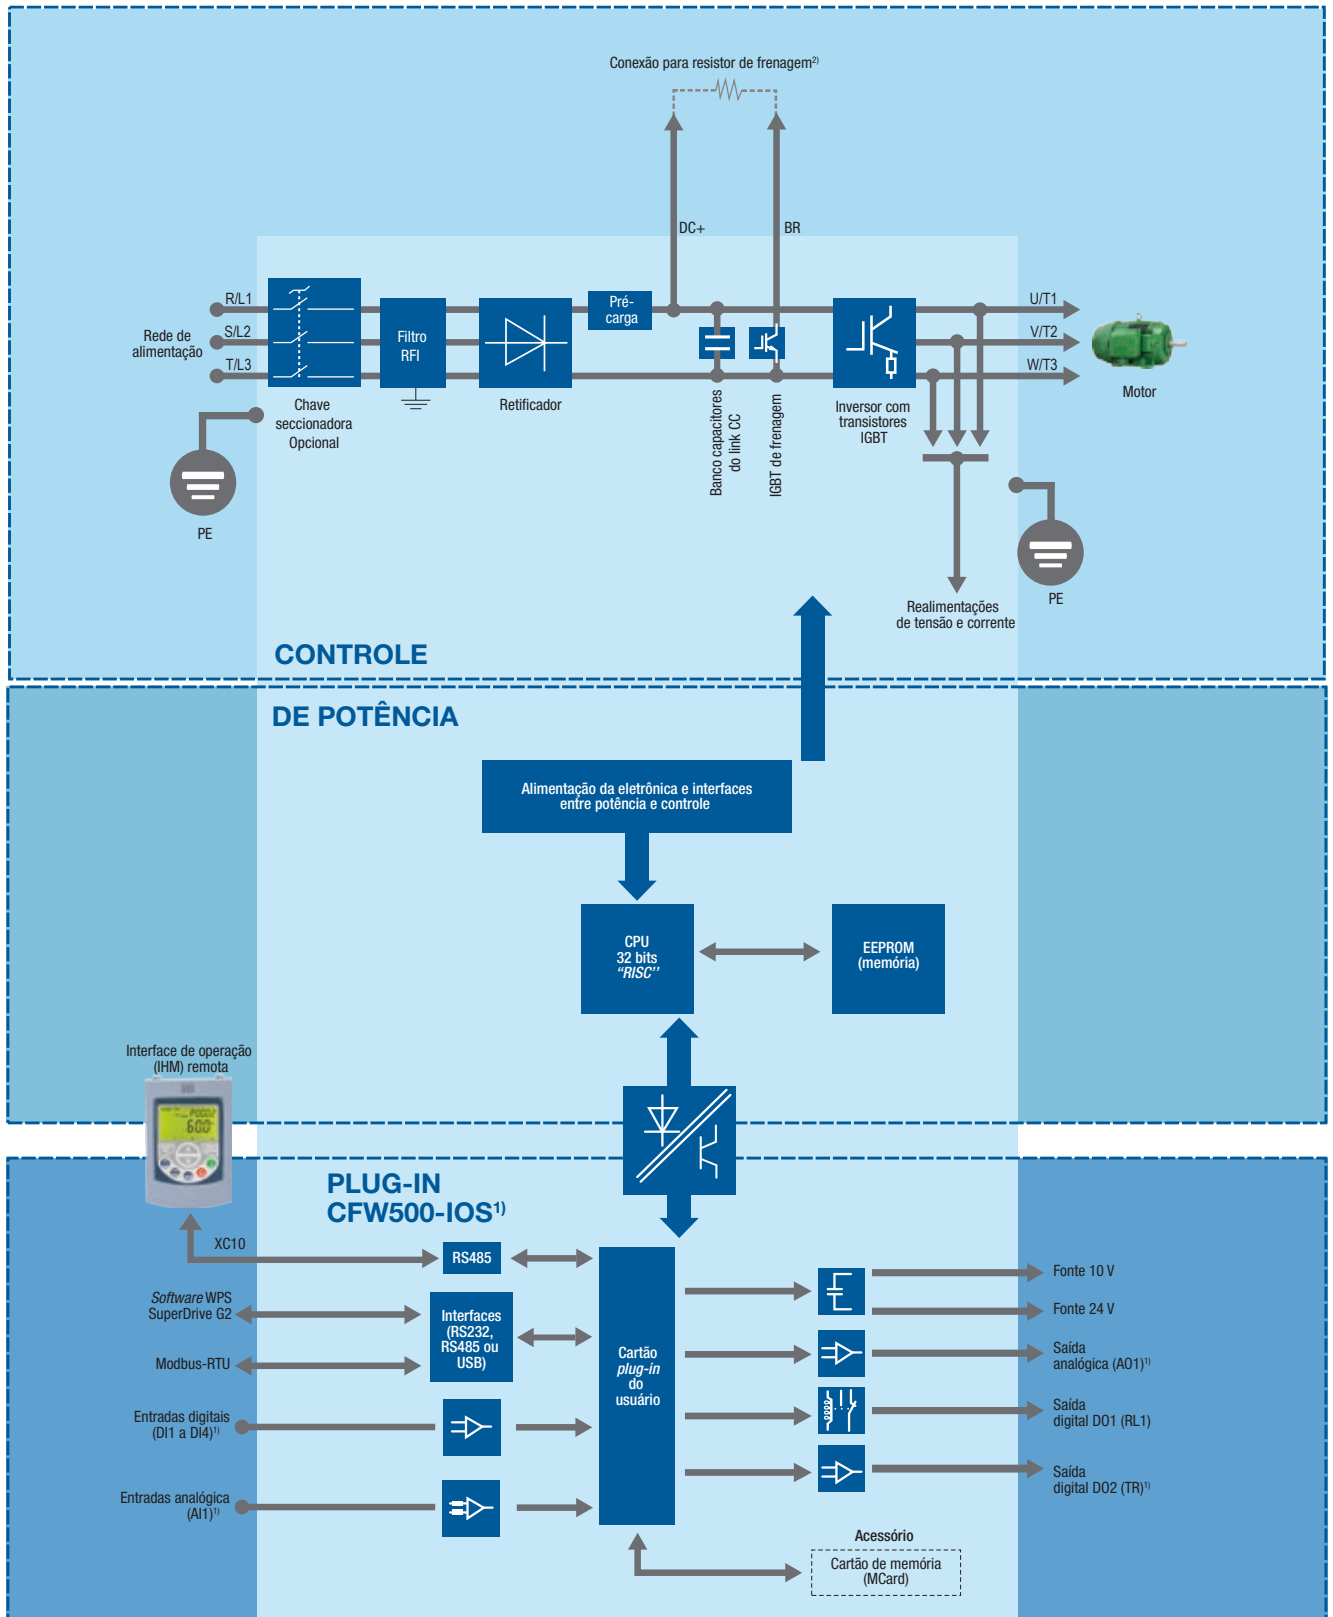 Conexão para resistor de frenagem²⁾
DC+
BR
R/L1
S/L2
T/L3
Rede de
alimentação
Filtro
RFI
Pré-
carga
U/T1
V/T2
W/T3
Motor
Chave
seccionadora
Opcional
Retificador
Banco capacitores
do link CC
IGBT de frenagem
Inversor com
transistores
IGBT
PE
PE
Realimentações
de tensão e corrente
CONTROLE
DE POTÊNCIA
Alimentação da eletrônica e interfaces
entre potência e controle
CPU
32 bits
“RISC’’
EEPROM
(memória)
Interface de operação
(IHM) remota
P0002
60.0
PLUG-IN
CFW500-IOS¹⁾
XC10
RS485
Software WPS
SuperDrive G2
Interfaces
(RS232,
RS485 ou
USB)
Modbus-RTU
Entradas digitais
(DI1 a DI4)¹⁾
Entradas analógica
(AI1)¹⁾
Cartão
plug-in
do
usuário
Fonte 10 V
Fonte 24 V
Saída
analógica (AO1)¹⁾
Saída
digital DO1 (RL1)
Saída
digital DO2 (TR)¹⁾
Acessório
Cartão de memória
(MCard)